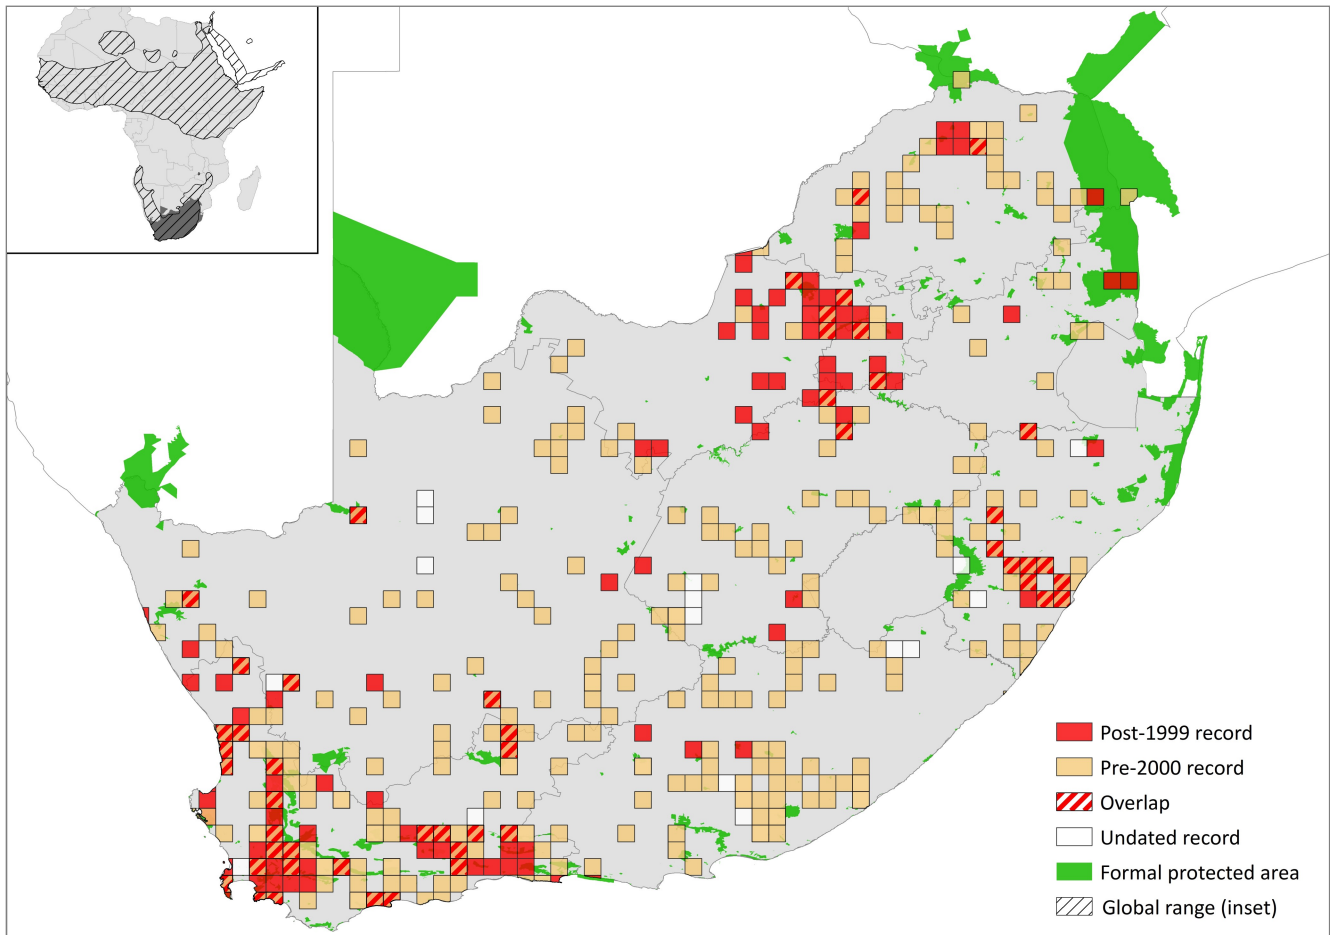 Post-1999 record
Pre-2000 record
Overlap
Undated record
Formal protected area
Global range (inset)